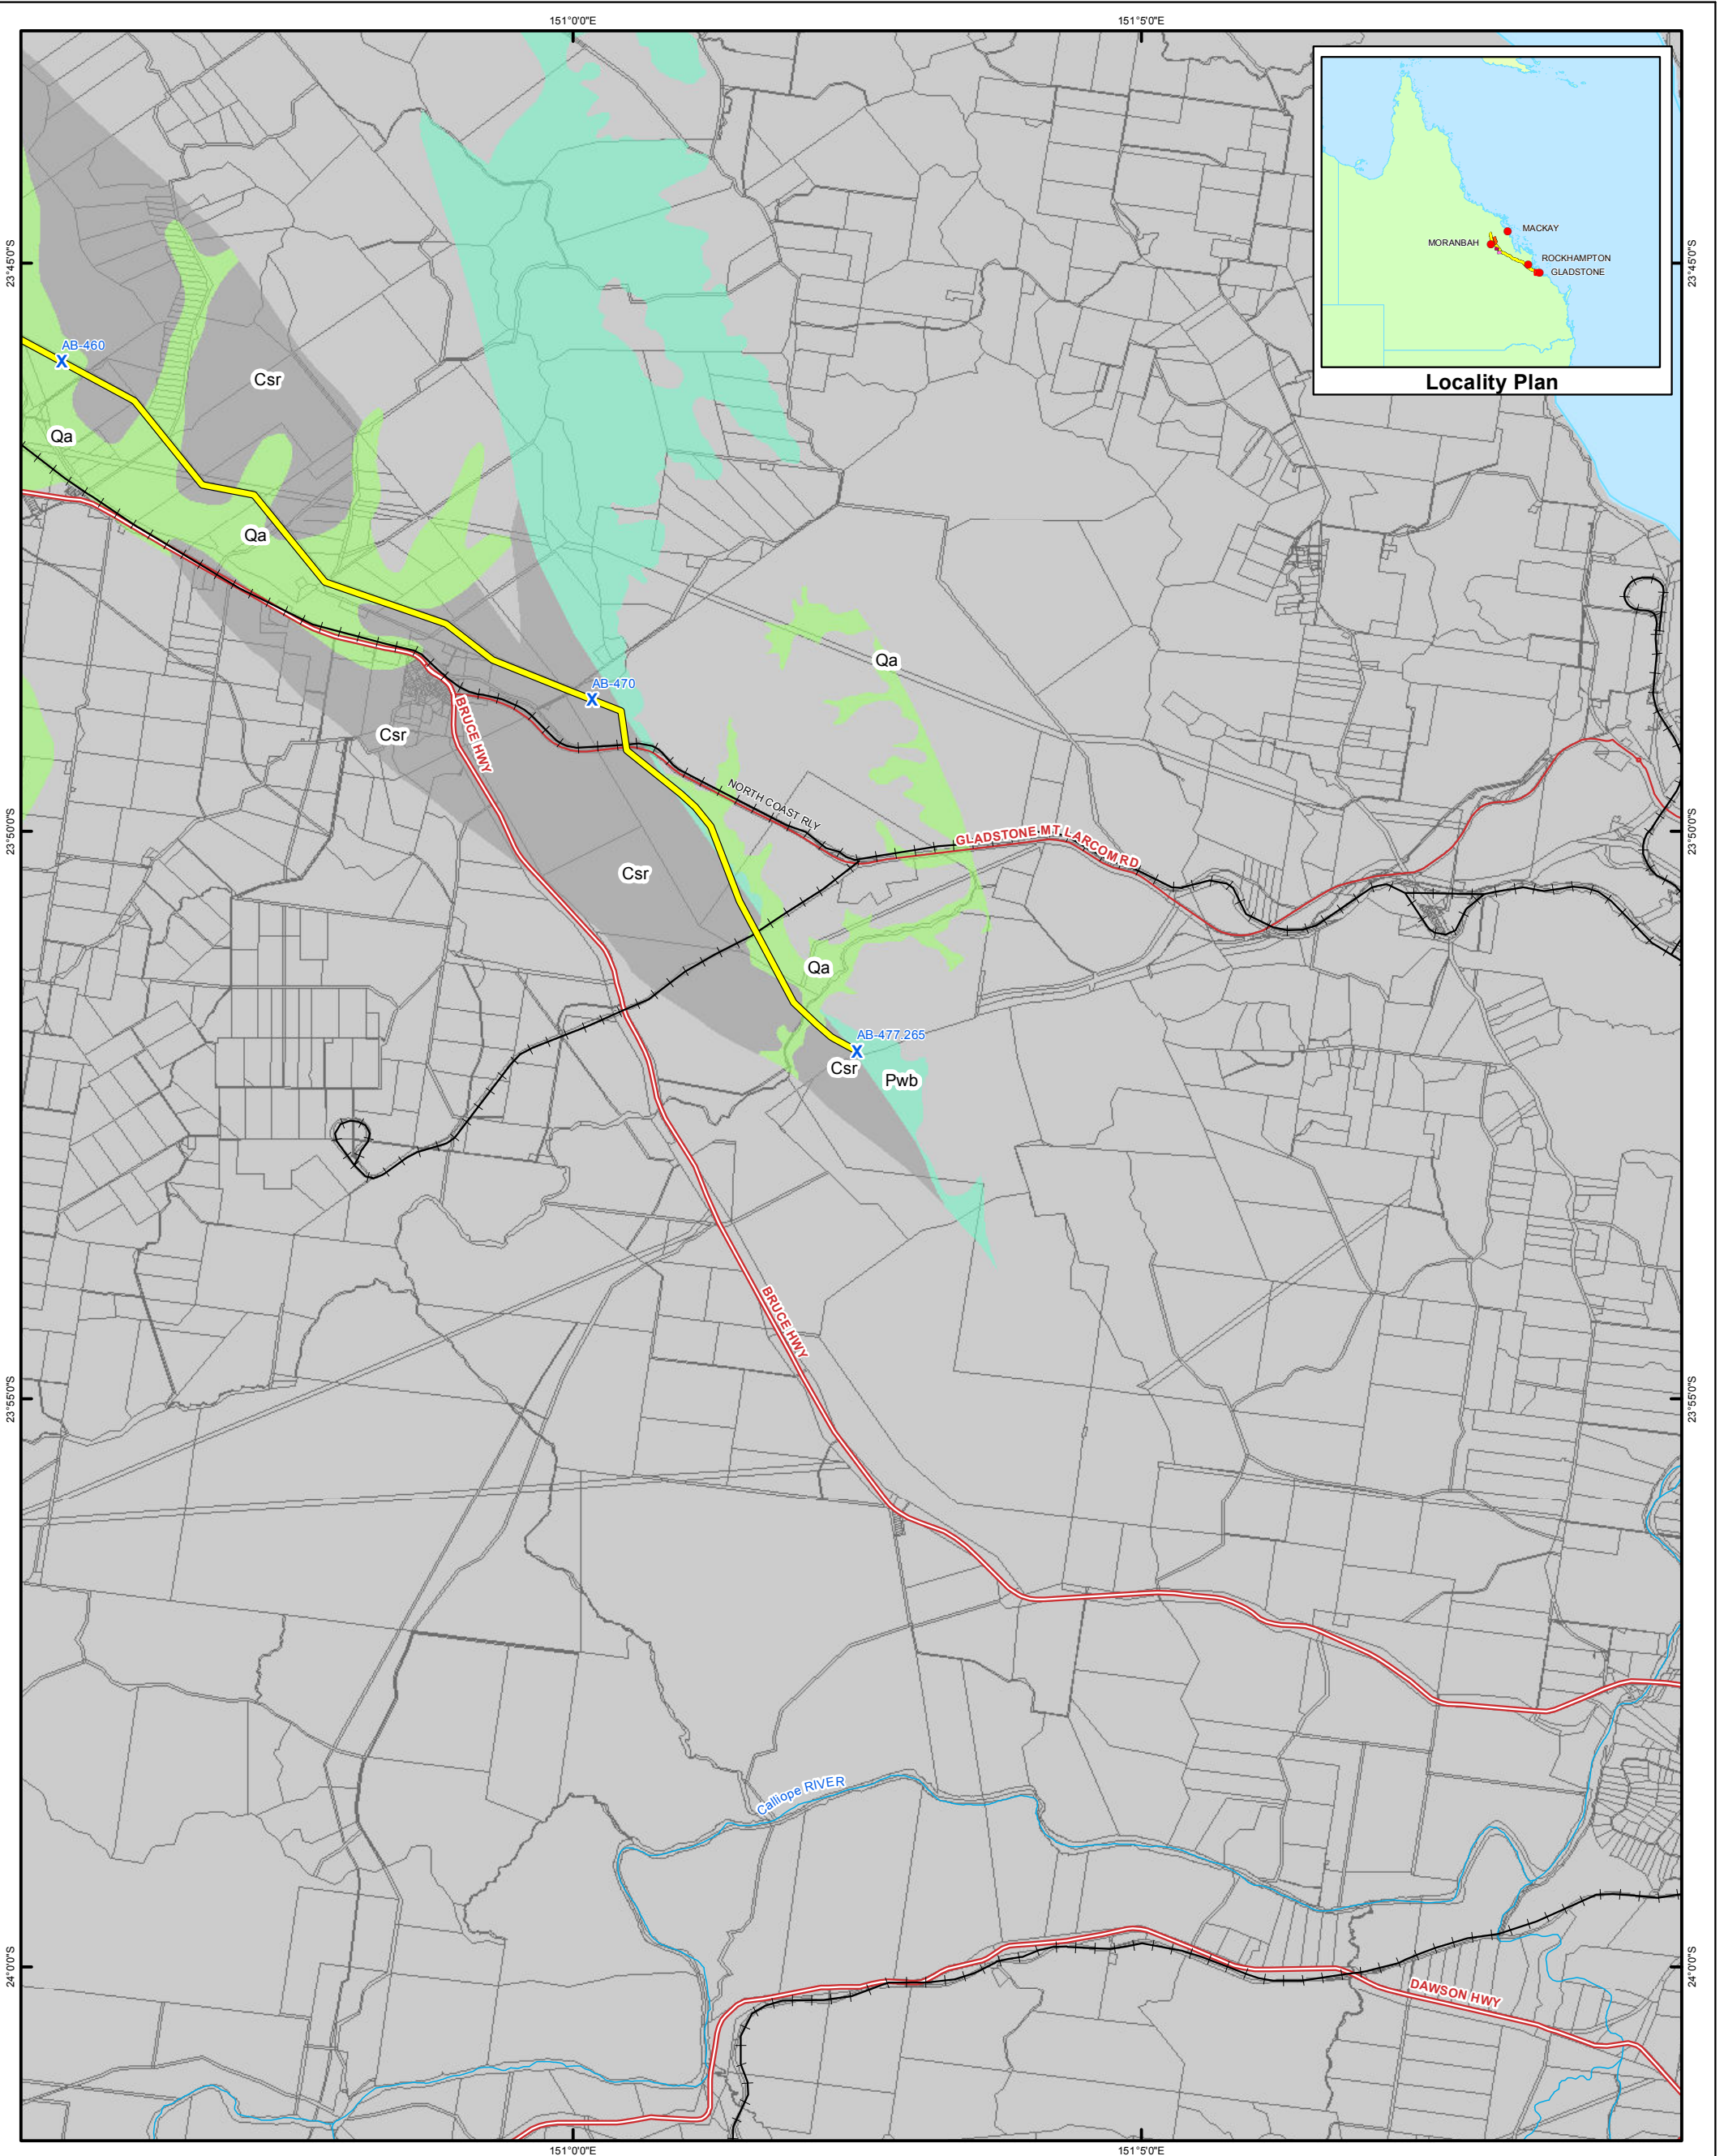 151°0'0"E
151°5'0"E
MACKAY
MORANBAH
ROCKHAMPTON
GLADSTONE
Locality Plan
23°45'0"S
23°45'0"S
AB-460
Csr
Qa
Qa
Qa
AB-470
BRUCE HWY
Csr
NORTH COAST RLY
GLADSTONE MT LARCOM RD
23°50'0"S
23°50'0"S
Csr
Qa
AB-477.265
Csr
Pwb
BRUCE HWY
23°55'0"S
23°55'0"S
Calliope RIVER
24°0'0"S
24°0'0"S
DAWSON HWY
151°0'0"E
151°5'0"E